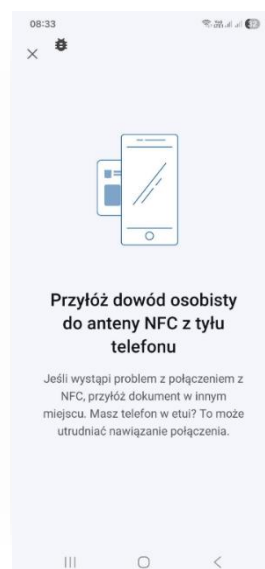 08:33
32
Przyłóż dowód osobisty
do anteny NFC z tyłu
telefonu
Jeśli wystąpi problem z połączeniem z
NFC, przyłóż dokument w innym
miejscu. Masz telefon w etui? To może
utrudniać nawiązanie połączenia.